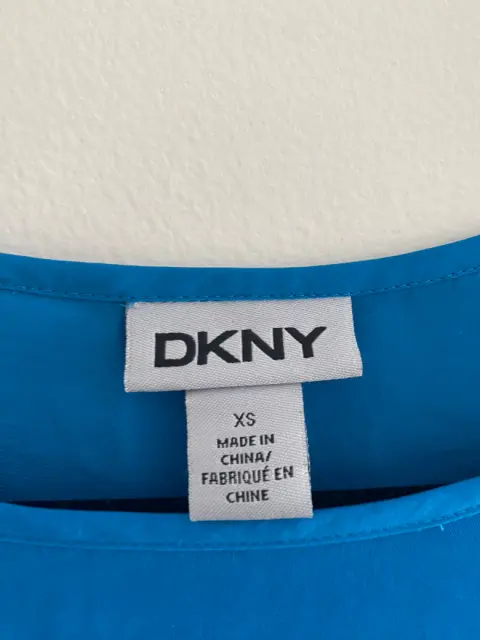 DKNY
XS
MADE IN
CHINA/
FABRIQUÉ EN
CHINE